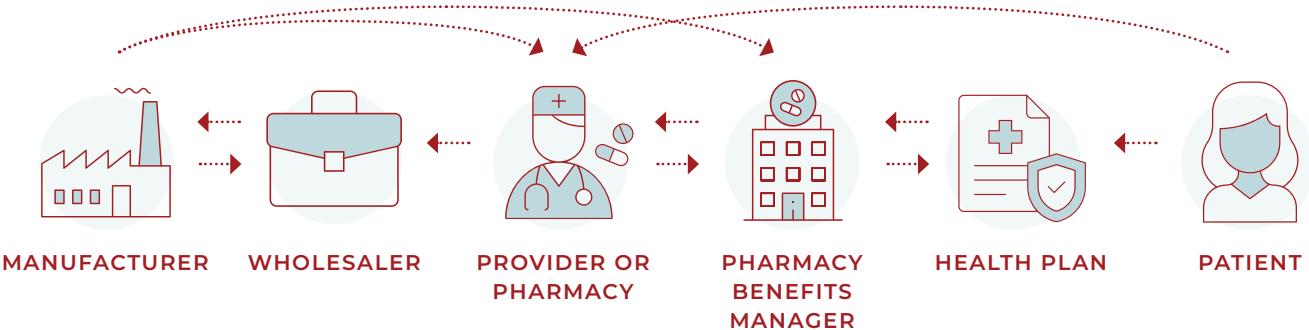 MANUFACTURER
WHOLESALER
PROVIDER OR
PHARMACY
PHARMACY
BENEFITS
MANAGER
HEALTH PLAN
PATIENT